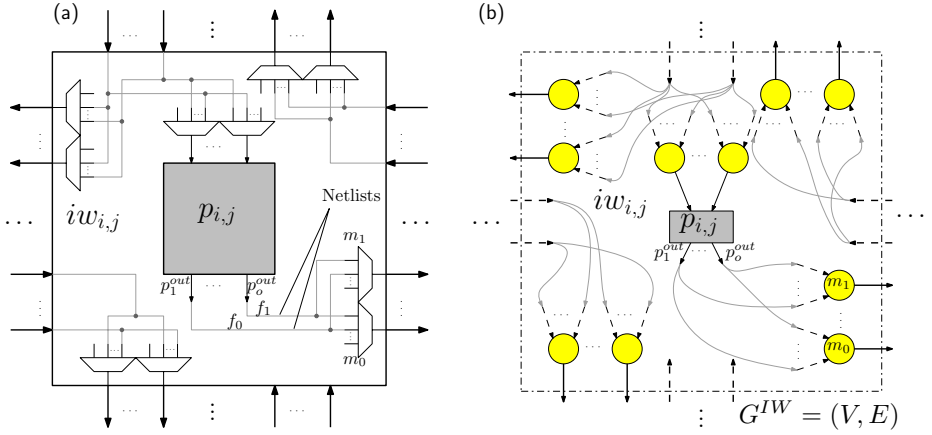 (a)
Netlists
p_{i,j}
iw_{i,j}
m_1
p_1^{out}
p_o^{out}
f_1
f_0
m_0
(b)
iw_{i,j}
p_{i,j}
p_1^{out}
p_o^{out}
m_1
m_0
G^{IW} = (V, E)